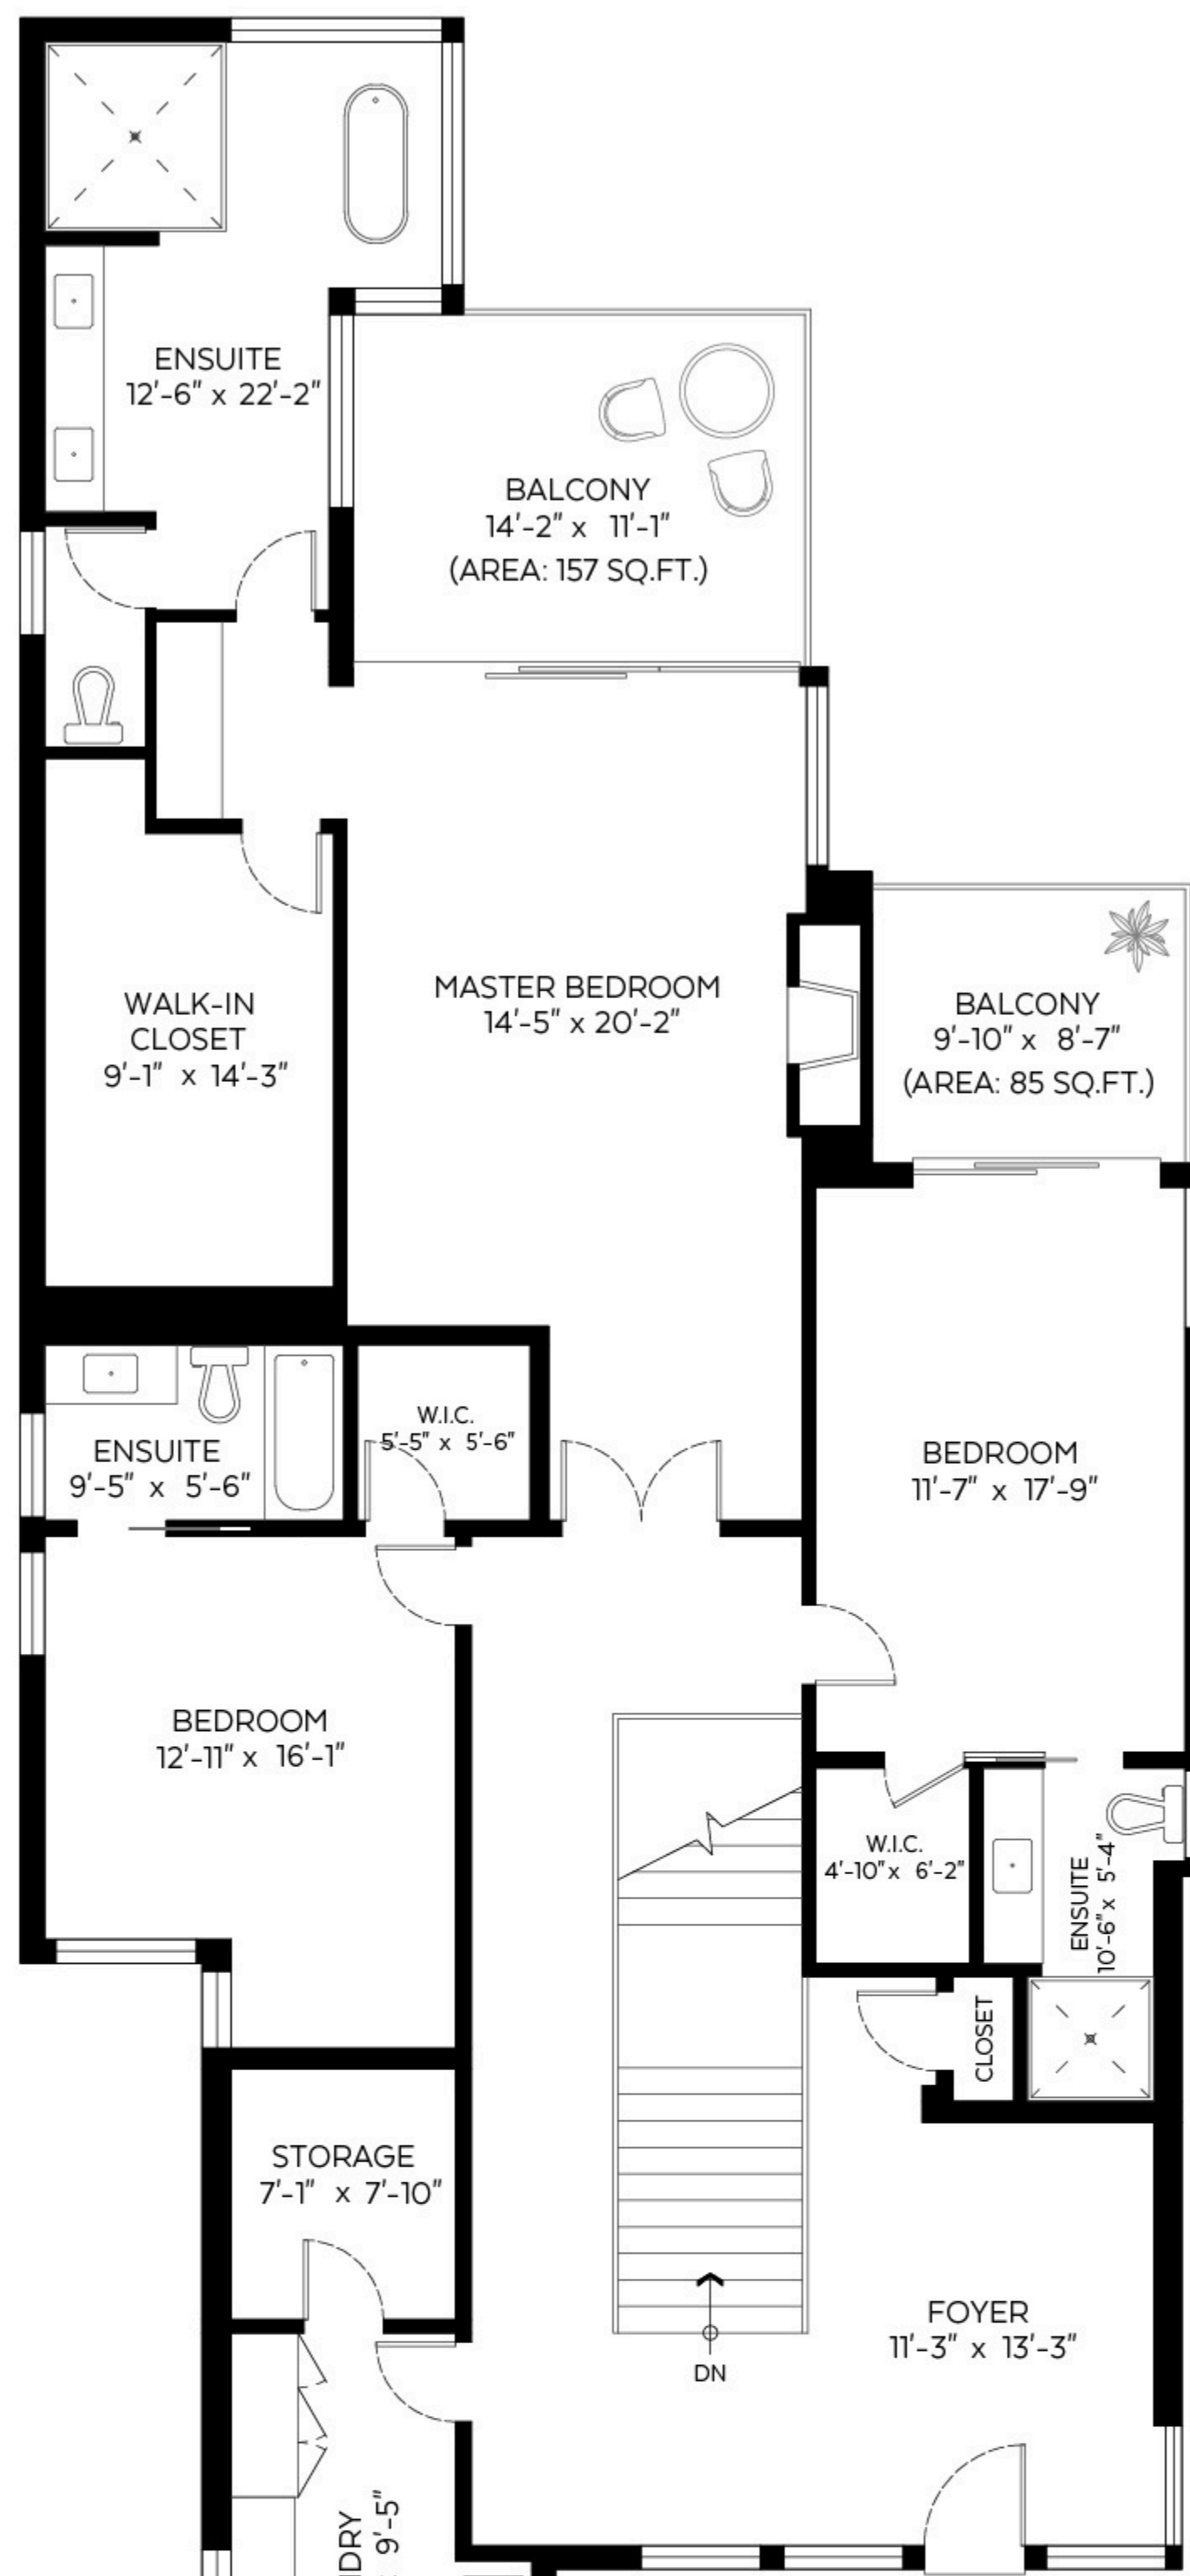 ENSUITE
12'-6" x 22'-2"
BALCONY
14'-2" x 11'-1"
(AREA: 157 SQ.FT.)
WALK-IN
CLOSET
9'-1" x 14'-3"
MASTER BEDROOM
14'-5" x 20'-2"
BALCONY
9'-10" x 8'-7"
(AREA: 85 SQ.FT.)
ENSUITE
9'-5" x 5'-6"
W.I.C.
5'-5" x 5'-6"
BEDROOM
11'-7" x 17'-9"
BEDROOM
12'-11" x 16'-1"
W.I.C.
4'-10" x 6'-2"
ENSUITE
10'-6" x 5'-4"
CLOSET
STORAGE
7'-1" x 7'-10"
FOYER
11'-3" x 13'-3"
DN
NDRY
x 9'-5"